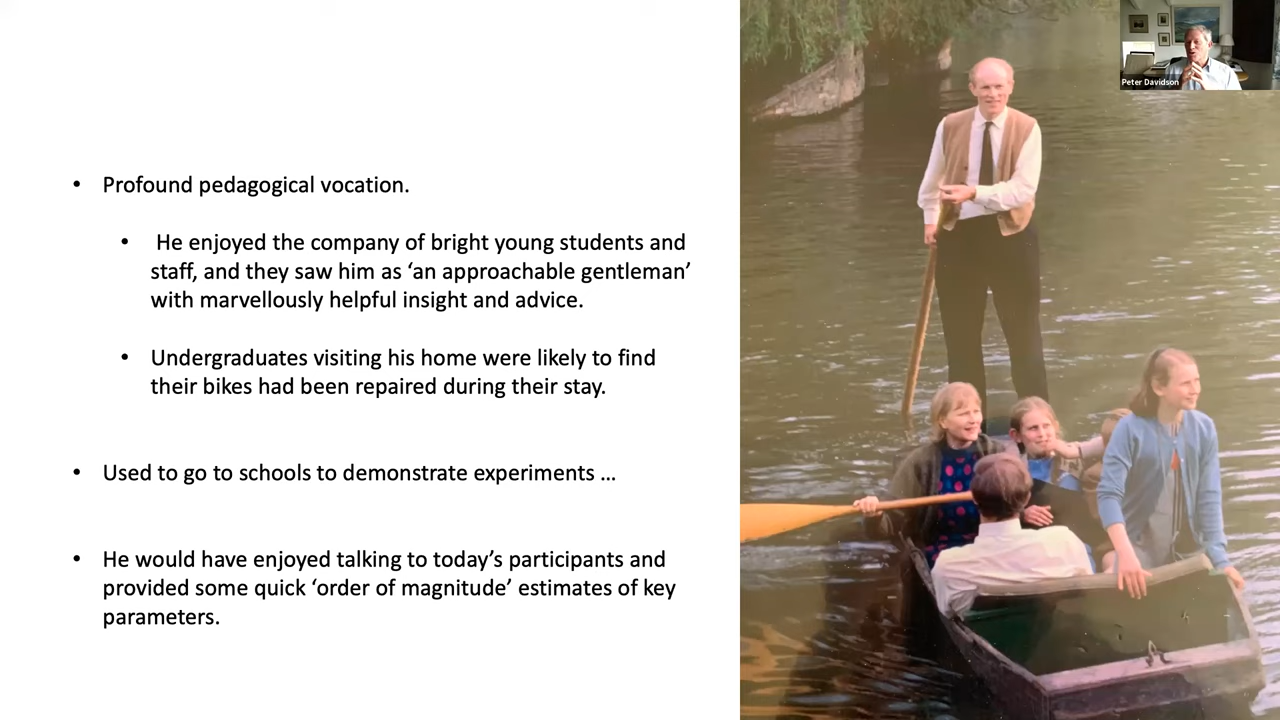 Peter Davidson
• Profound pedagogical vocation.
• He enjoyed the company of bright young students and
staff, and they saw him as ‘an approachable gentleman’
with marvellously helpful insight and advice.
• Undergraduates visiting his home were likely to find
their bikes had been repaired during their stay.
• Used to go to schools to demonstrate experiments ...
• He would have enjoyed talking to today’s participants and
provided some quick ‘order of magnitude’ estimates of key
parameters.